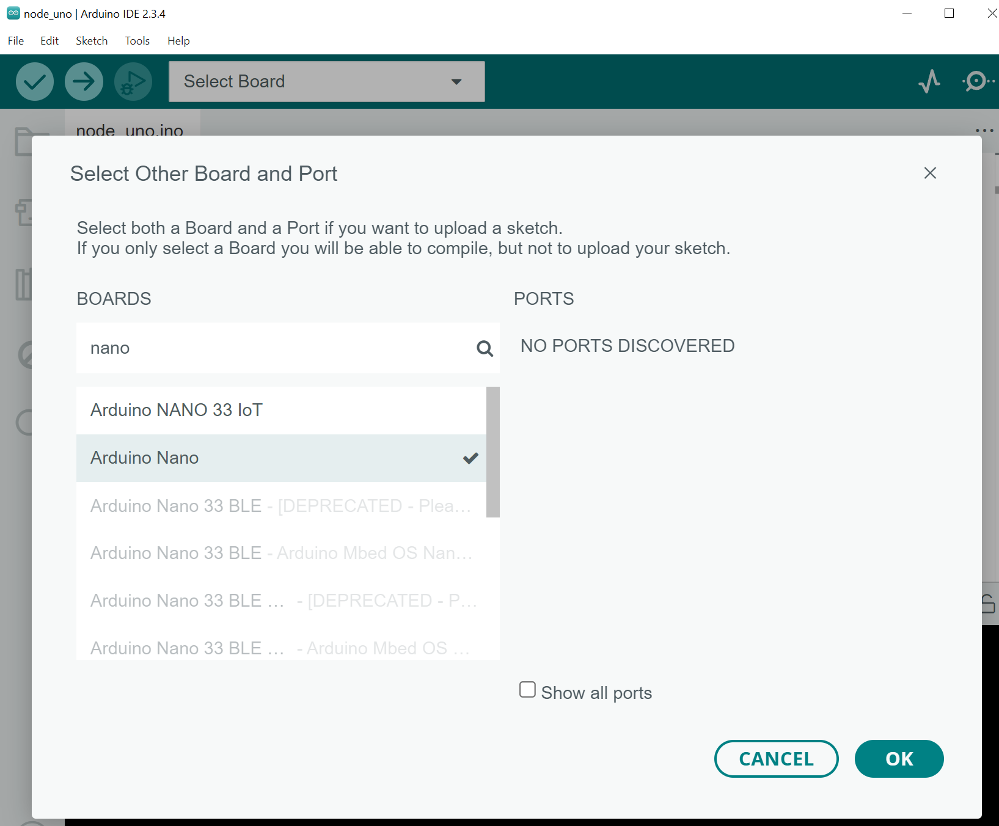 node_uno | Arduino IDE 2.3.4
File Edit Sketch Tools Help
Select Board
node_uno.ino
Select Other Board and Port
Select both a Board and a Port if you want to upload a sketch.
If you only select a Board you will be able to compile, but not to upload your sketch.
BOARDS
PORTS
nano
NO PORTS DISCOVERED
Arduino NANO 33 IoT
Arduino Nano
Arduino Nano 33 BLE - [DEPRECATED - Plea...
Arduino Nano 33 BLE - Arduino Mbed OS Nan...
Arduino Nano 33 BLE ... - [DEPRECATED - P...
Arduino Nano 33 BLE ... - Arduino Mbed OS ...
Show all ports
CANCEL
OK